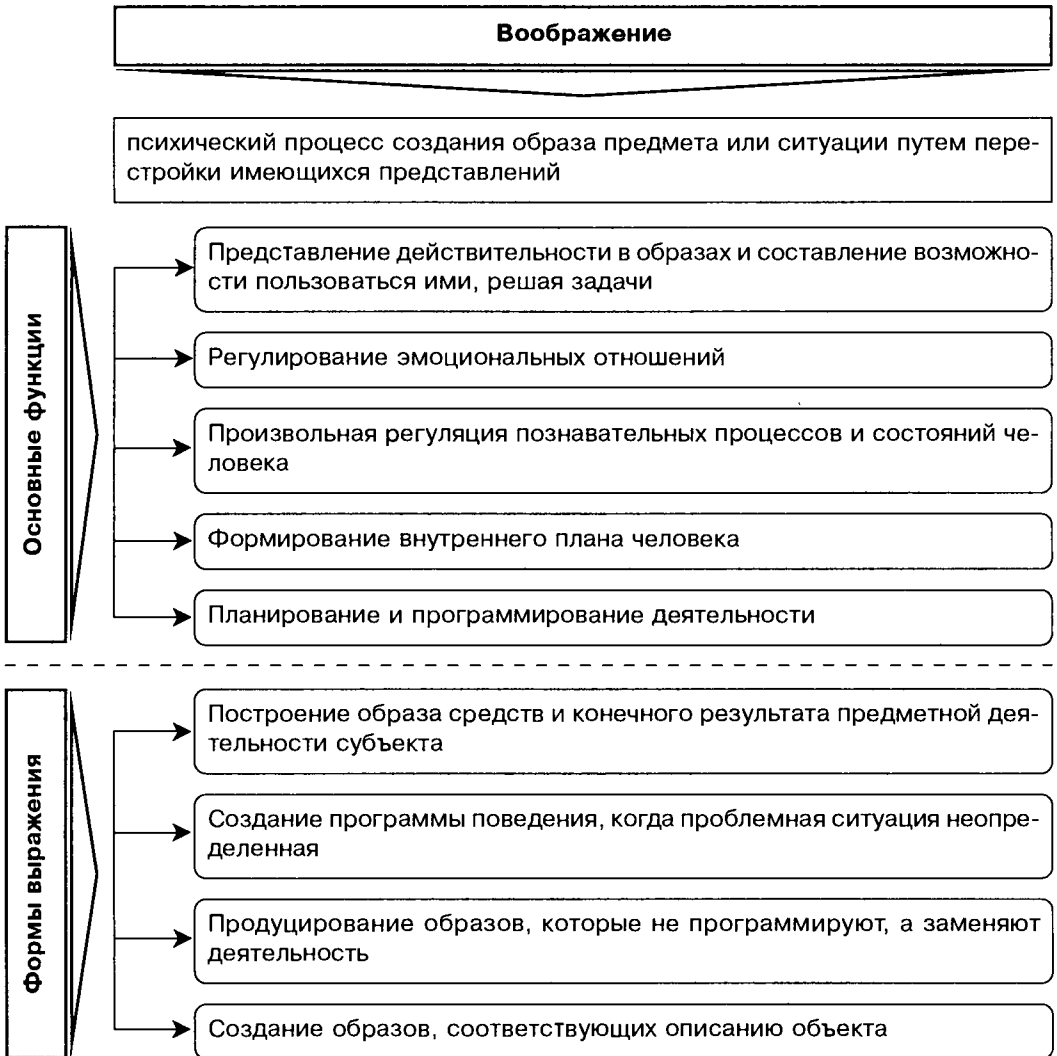 Воображение
психический процесс создания образа предмета или ситуации путем пере-
стройки имеющихся представлений
Основные функции
Представление действительности в образах и составление возможно-
сти пользоваться ими, решая задачи
Регулирование эмоциональных отношений
Произвольная регуляция познавательных процессов и состояний че-
ловека
Формирование внутреннего плана человека
Планирование и программирование деятельности
Формы выражения
Построение образа средств и конечного результата предметной дея-
тельности субъекта
Создание программы поведения, когда проблемная ситуация неопре-
деленная
Продуцирование образов, которые не программируют, а заменяют
деятельность
Создание образов, соответствующих описанию объекта